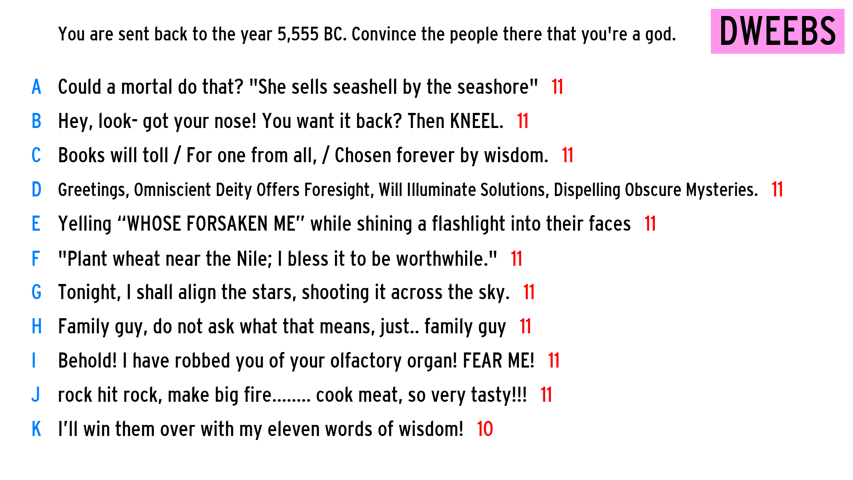 You are sent back to the year 5,555 BC. Convince the people there that you're a god.
DWEEBS
A Could a mortal do that? "She sells seashell by the seashore" 11
B Hey, look- got your nose! You want it back? Then KNEEL. 11
C Books will toll / For one from all, / Chosen forever by wisdom. 11
D Greetings, Omniscient Deity Offers Foresight, Will Illuminate Solutions, Dispelling Obscure Mysteries. 11
E Yelling “WHOSE FORSAKEN ME” while shining a flashlight into their faces 11
F "Plant wheat near the Nile; I bless it to be worthwhile." 11
G Tonight, I shall align the stars, shooting it across the sky. 11
H Family guy, do not ask what that means, just.. family guy 11
I Behold! I have robbed you of your olfactory organ! FEAR ME! 11
J rock hit rock, make big fire........ cook meat, so very tasty!!! 11
K I’ll win them over with my eleven words of wisdom! 10